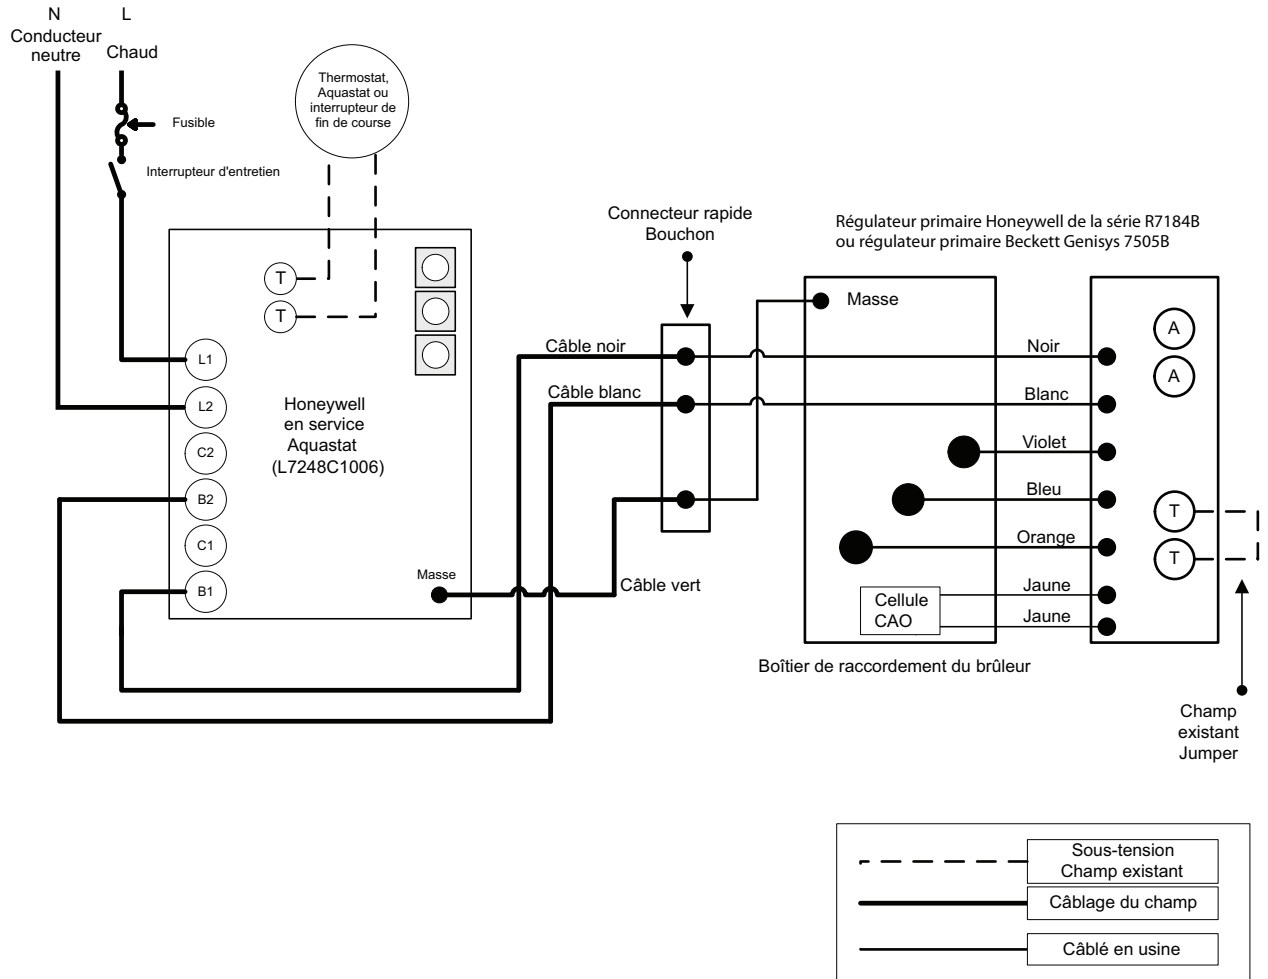 N
L
Conducteur
neutre
Chaud
Thermostat,
Aquastat ou
interrupteur de
fin de course
Fusible
Interrupteur d'entretien
Connecteur rapide
Bouchon
Régulateur primaire Honeywell de la série R7184B
ou régulateur primaire Beckett Genisys 7505B
T
T
L1
L2
C2
B2
C1
B1
Honeywell
en service
Aquastat
(L7248C1006)
Masse
Câble noir
Câble blanc
Câble vert
Masse
Noir
Blanc
Violet
Bleu
Orange
Jaune
Jaune
Cellule
CAO
A
A
T
T
Boîtier de raccordement du brûleur
Champ
existant
Jumper
Sous-tension
Champ existant
Câblage du champ
Câblé en usine